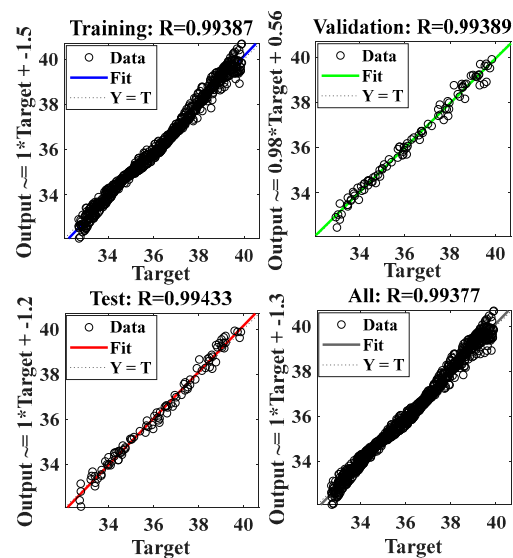 Training: R=0.99387
Output ~= 1*Target + -1.5
Data
Fit
Y = T
40
38
36
34
34 36 38 40
Target
Validation: R=0.99389
Output ~= 0.98*Target + 0.56
Data
Fit
Y = T
40
38
36
34
34 36 38 40
Target
Test: R=0.99433
Output ~= 1*Target + -1.2
Data
Fit
Y = T
40
38
36
34
34 36 38 40
Target
All: R=0.99377
Output ~= 1*Target + -1.3
Data
Fit
Y = T
40
38
36
34
34 36 38 40
Target